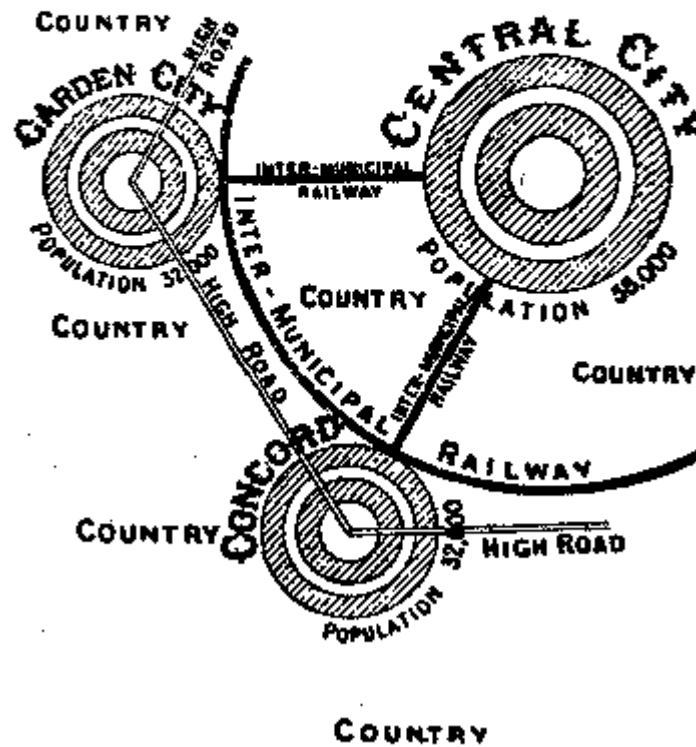 COUNTRY
HIGH
ROAD
GARDEN CITY
CENTRAL CITY
INTER-MUNICIPAL
RAILWAY
POPULATION 32,000
POPULATION 58.000
INTER-MUNICIPAL RAILWAY
COUNTRY
INTER-MUNICIPAL
RAILWAY
COUNTRY
HIGH ROAD
COUNTRY
CONCORD
COUNTRY
32,000
HIGH ROAD
POPULATION
COUNTRY